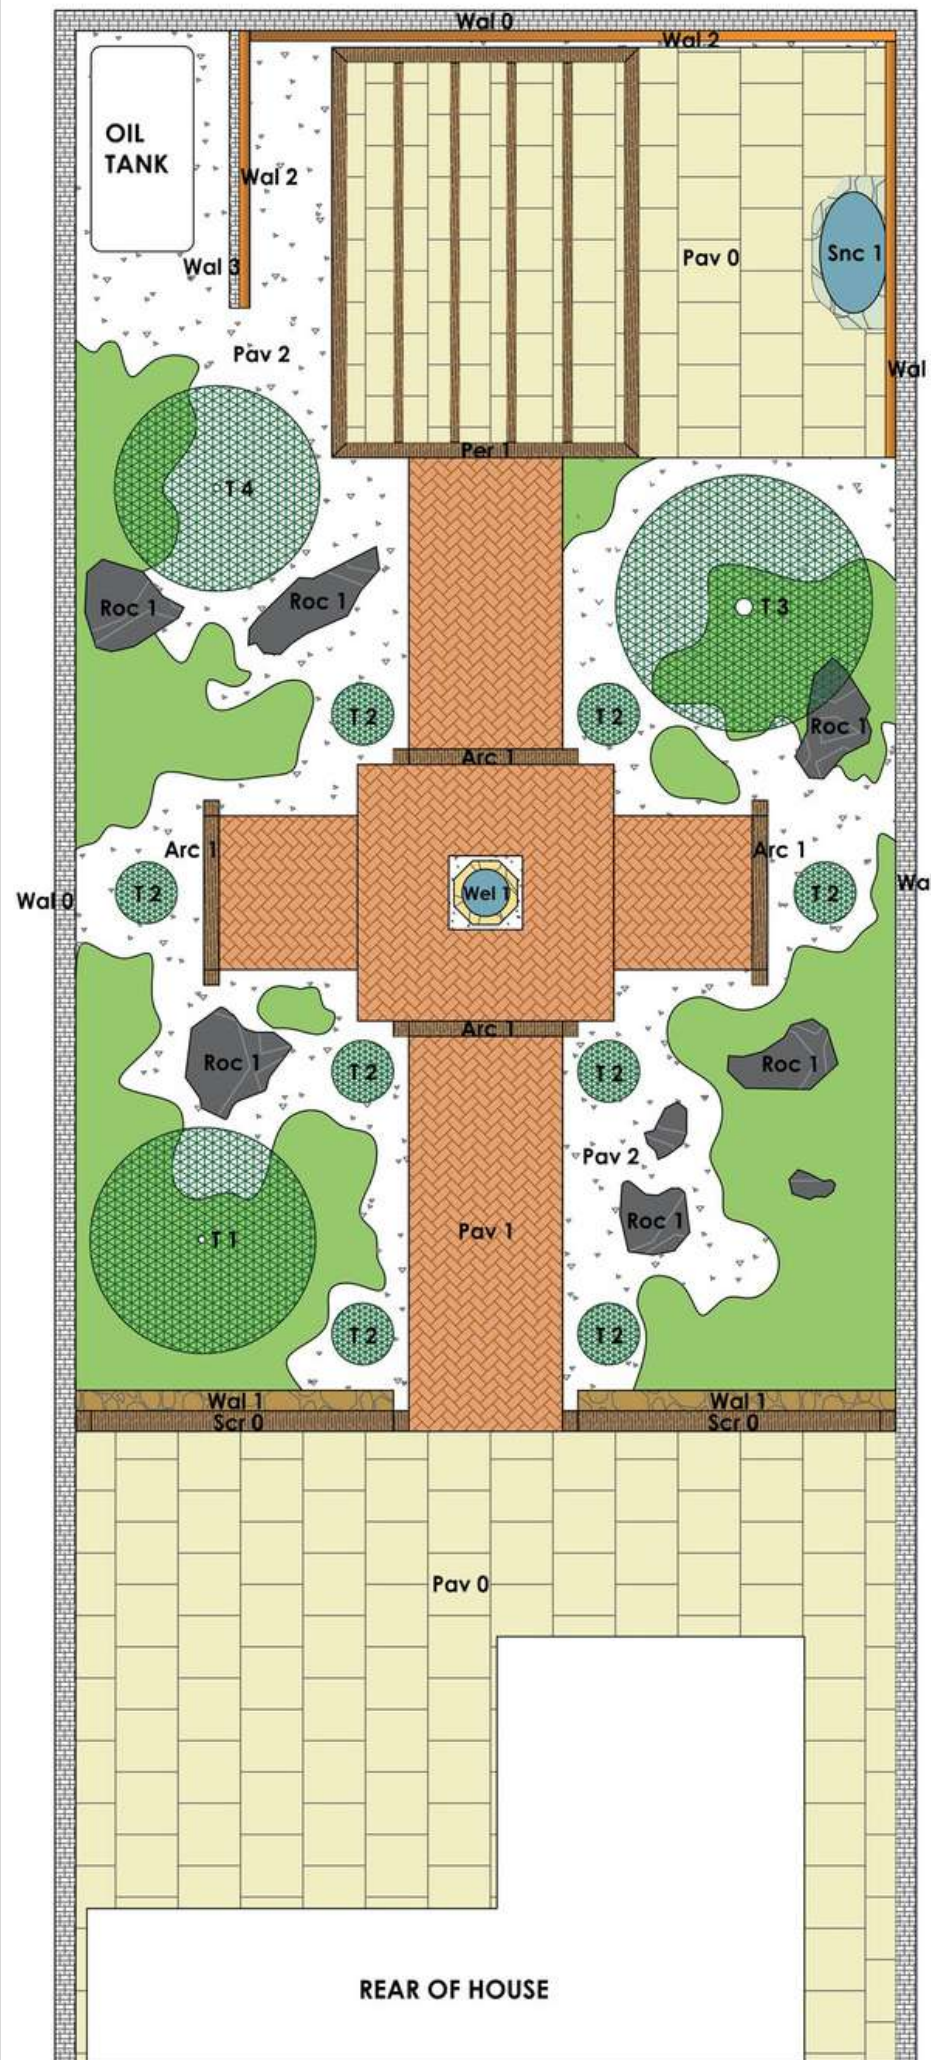 Wal 0
Wal 2
OIL
TANK
Wal 2
Snc 1
Pav 0
Wal 3
Pav 2
Wal
Per 1
T 4
Roc 1
Roc 1
T 3
T 2
T 2
Roc 1
Arc 1
Arc 1
Arc 1
Wal 0
T 2
Wel 1
T 2
Wa
Arc 1
Roc 1
T 2
T 2
Roc 1
Pav 2
Roc 1
Pav 1
T 1
T 2
T 2
Wal 1
Wal 1
Scr 0
Scr 0
Pav 0
REAR OF HOUSE